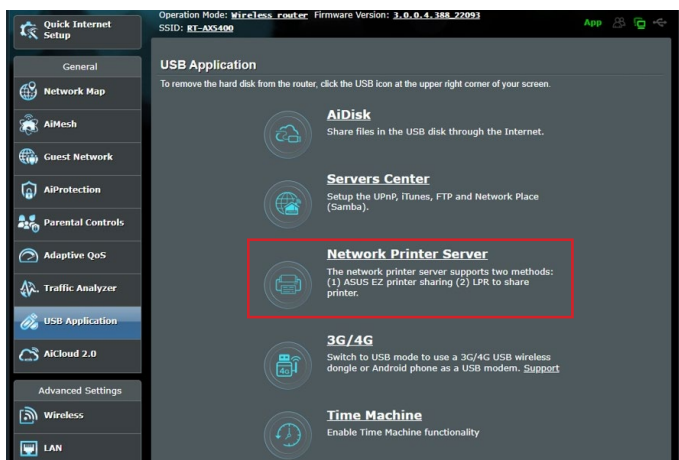 Quick Internet
Setup
Operation Mode: Wireless router Firmware Version: 3.0.0.4.388_22093
SSID: RT-AX5400
App
General
Network Map
AiMesh
Guest Network
AiProtection
Parental Controls
Adaptive QoS
Traffic Analyzer
USB Application
AiCloud 2.0
Advanced Settings
Wireless
LAN
USB Application
To remove the hard disk from the router, click the USB icon at the upper right corner of your screen.
AiDisk
Share files in the USB disk through the Internet.
Servers Center
Setup the UPnP, iTunes, FTP and Network Place
(Samba).
Network Printer Server
The network printer server supports two methods:
(1) ASUS EZ printer sharing (2) LPR to share
printer.
4G
3G/4G
Switch to USB mode to use a 3G/4G USB wireless
dongle or Android phone as a USB modem. Support
Time Machine
Enable Time Machine functionality